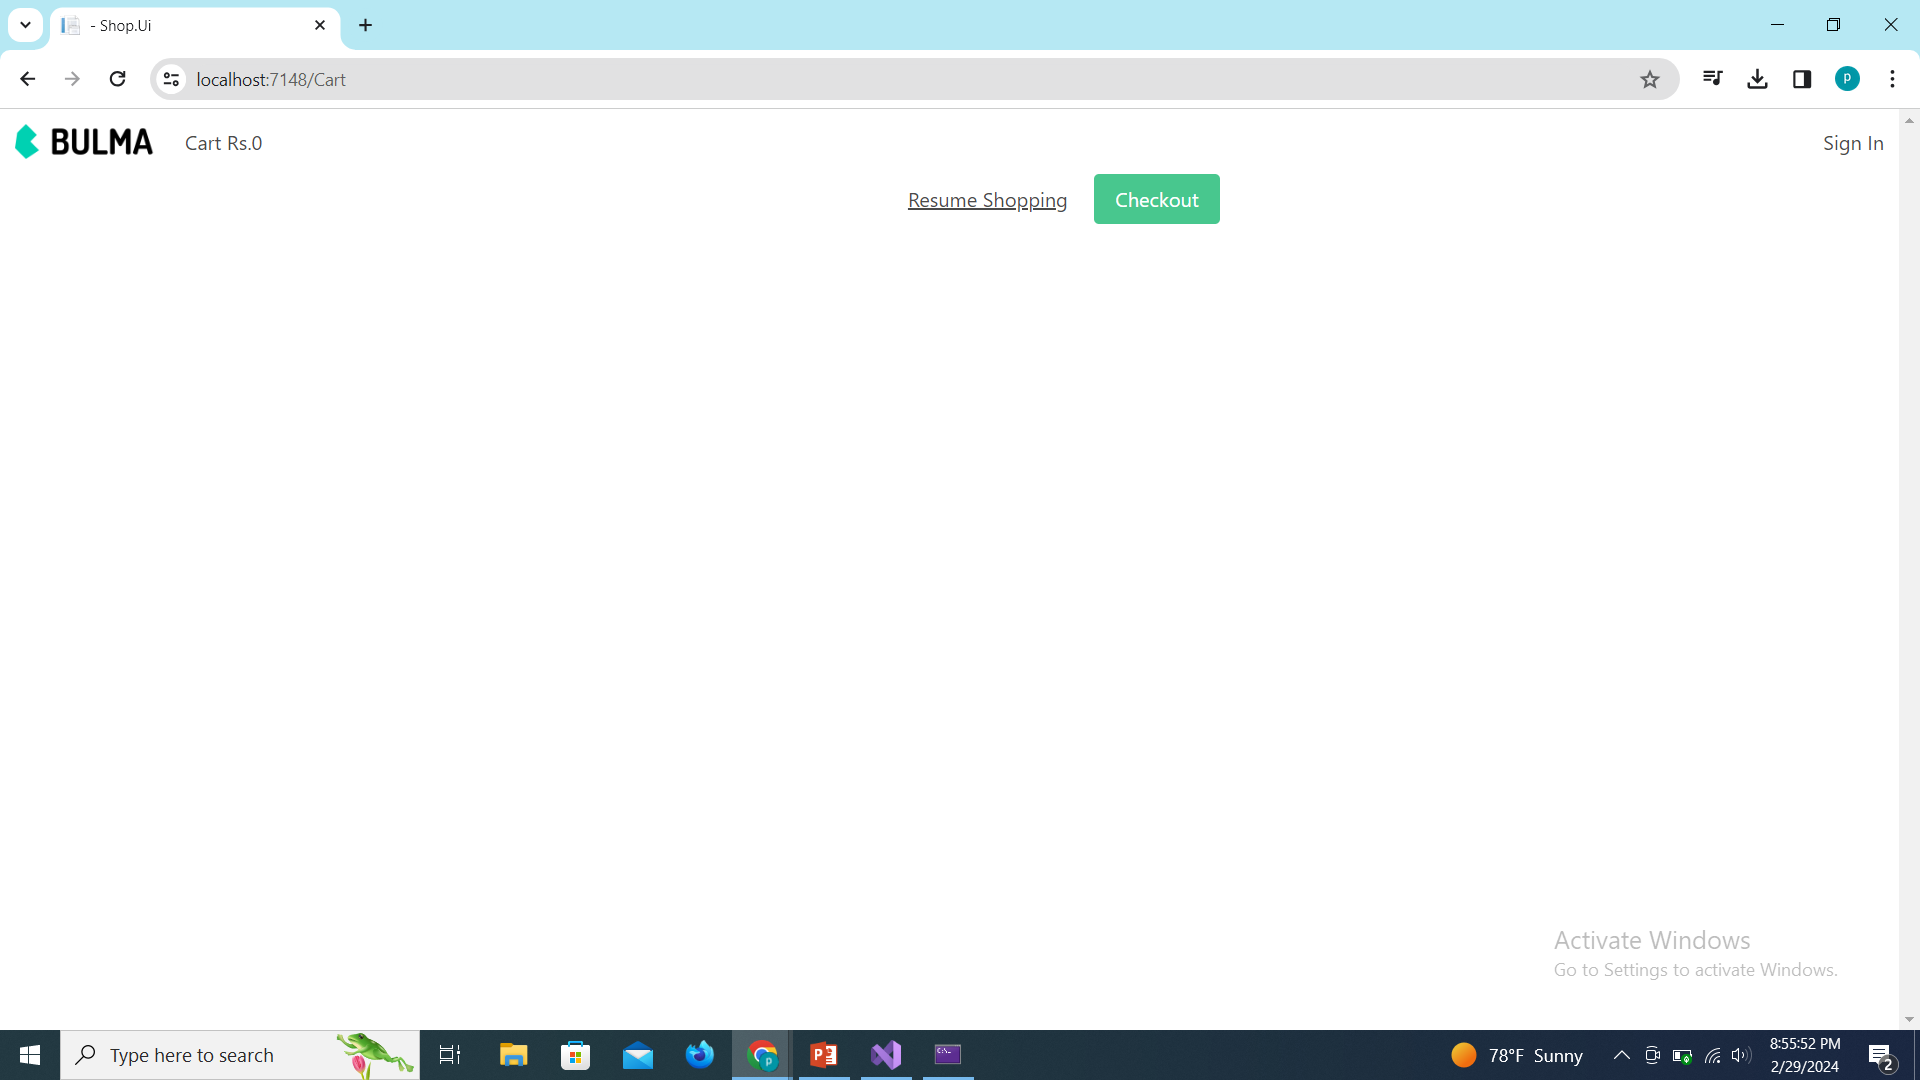 - Shop.Ui
localhost:7148/Cart
P
BULMA
Cart Rs.0
Sign In
Resume Shopping
Checkout
Activate Windows
Go to Settings to activate Windows.
Type here to search
78°F Sunny
8:55:52 PM
2/29/2024
2